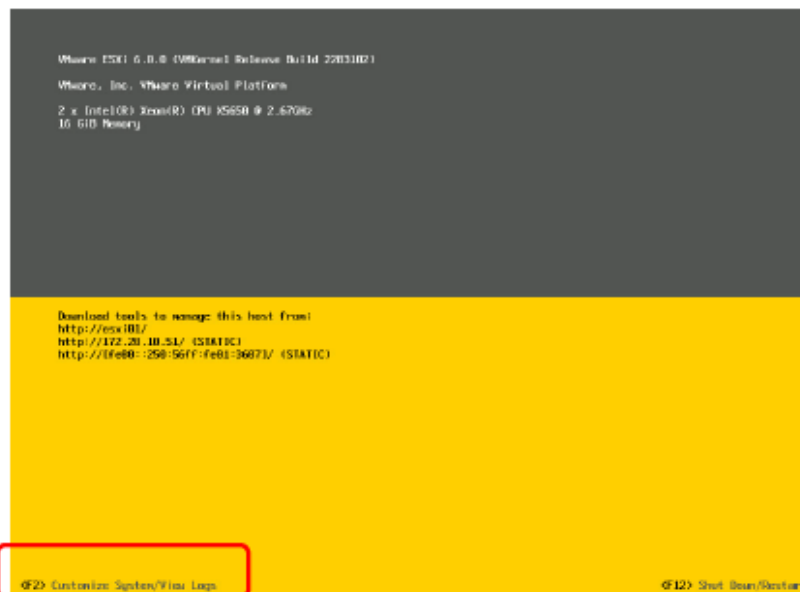 VMware ESXi 6.0.0 (VMKernel Release Build 2203102)
VMware, Inc. VMware Virtual Platform
2 x Intel(R) Xeon(R) CPU X5650 @ 2.67GHz
16 GiB Memory
Download tools to manage this host from:
http://esxi01/
http://172.20.10.51/ (STATIC)
(STATIC)
<F2> Customize System/View Logs
<F12> Shut Down/Restar